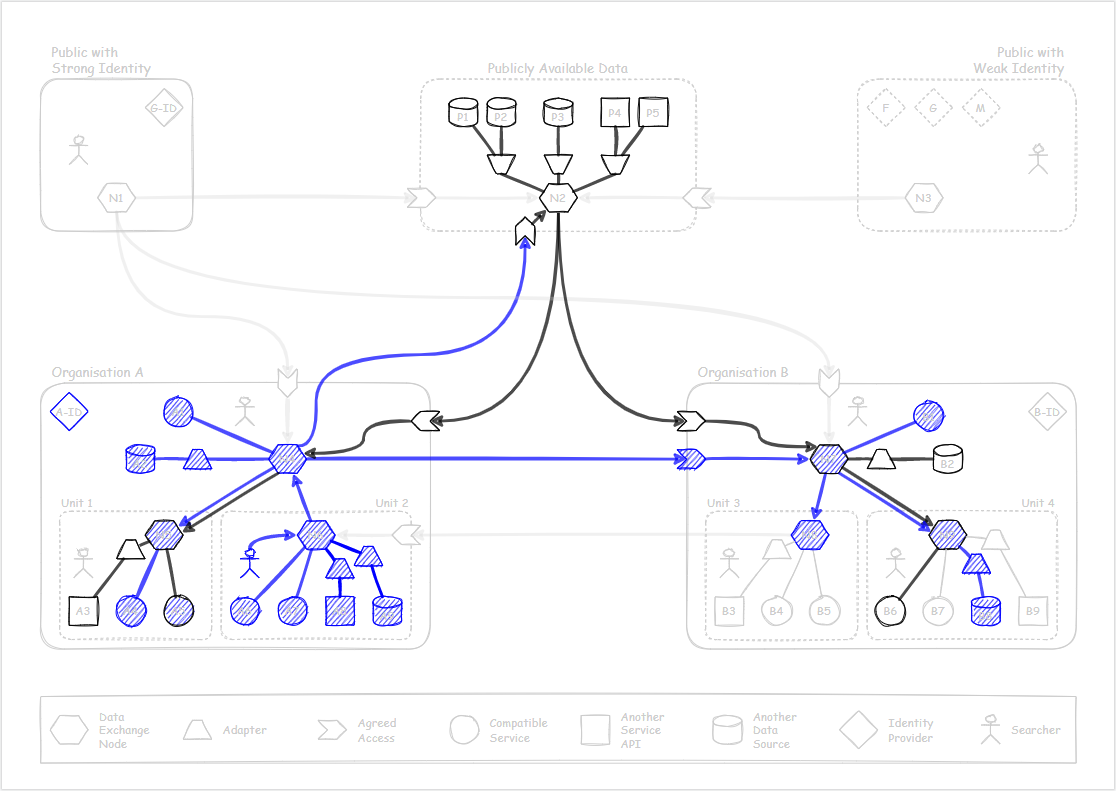 Public with
Strong Identity
Publicly Available Data
Public with
Weak Identity
G-ID
P1
P2
P3
P4
P5
F
G
M
N1
N2
N3
Organisation A
Organisation B
A-ID
B-ID
B2
Unit 1
Unit 2
Unit 3
Unit 4
A3
B3
B4
B5
B6
B7
B9
Data
Exchange
Node
Adapter
Agreed
Access
Compatible
Service
Another
Service
API
Another
Data
Source
Identity
Provider
Searcher